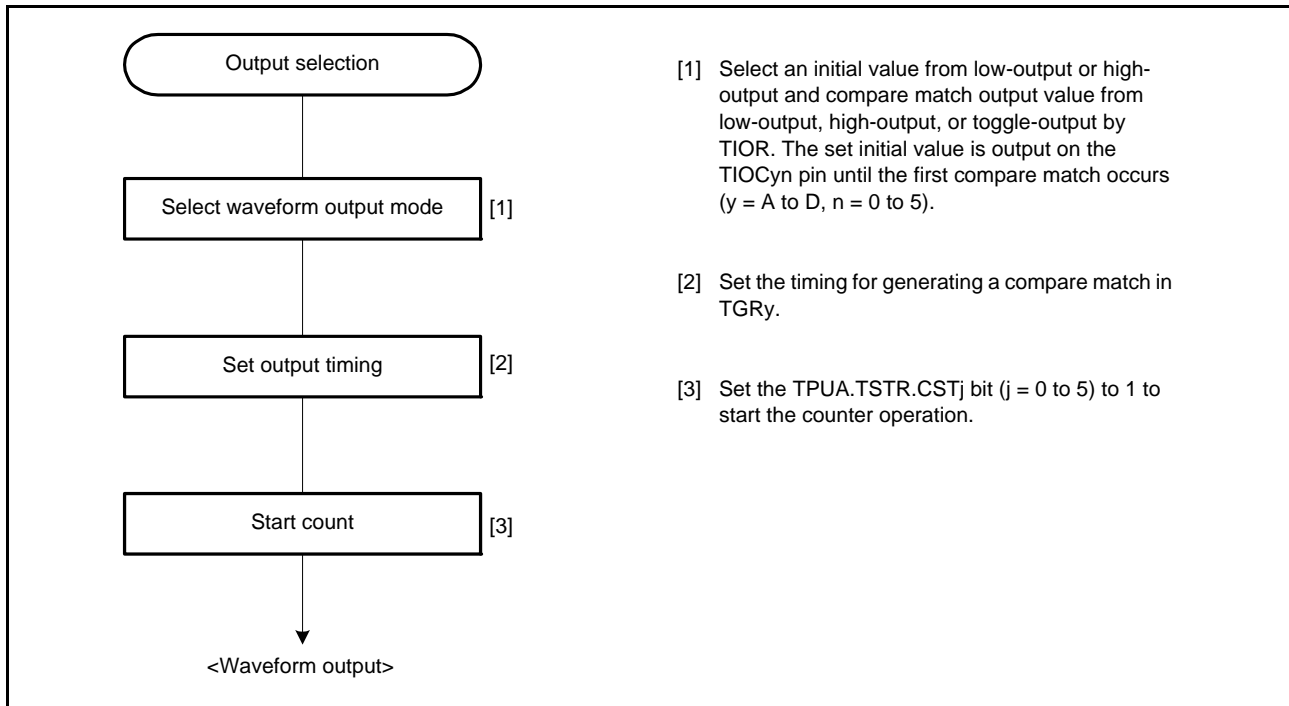 Output selection
Select waveform output mode [1]
Set output timing [2]
Start count [3]
<Waveform output>
[1] Select an initial value from low-output or high-
output and compare match output value from
low-output, high-output, or toggle-output by
TIOR. The set initial value is output on the
TIOCyn pin until the first compare match occurs
(y = A to D, n = 0 to 5).
[2] Set the timing for generating a compare match in
TGRy.
[3] Set the TPUA.TSTR.CSTj bit (j = 0 to 5) to 1 to
start the counter operation.